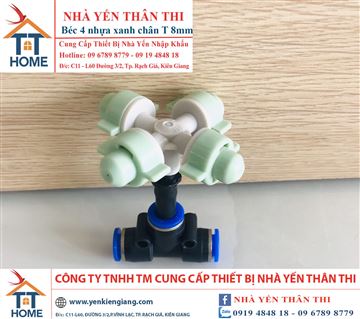 NHÀ YẾN THÂN THI
Béc 4 nhựa xanh chân T 8mm
Cung Cấp Thiết Bị Nhà Yến Nhập Khẩu
Hotline: 09 6789 8779 - 09 19 4848 18
Đ/c: C11 - L60 Đường 3/2, Tp. Rạch Giá, Kiên Giang
TT
HOME
CÔNG TY TNHH TM CUNG CẤP THIẾT BỊ NHÀ YẾN THÂN THI
www.yenkiengiang.com
Zalo 0919 4848 18 - 09 6789 8779
Đ/c: C11-L60, ĐƯỜNG 3/2, P.VĨNH LẠC, TP. RẠCH GIÁ, KIÊN GIANG
NHÀ YẾN THÂN THI
TT
HOME